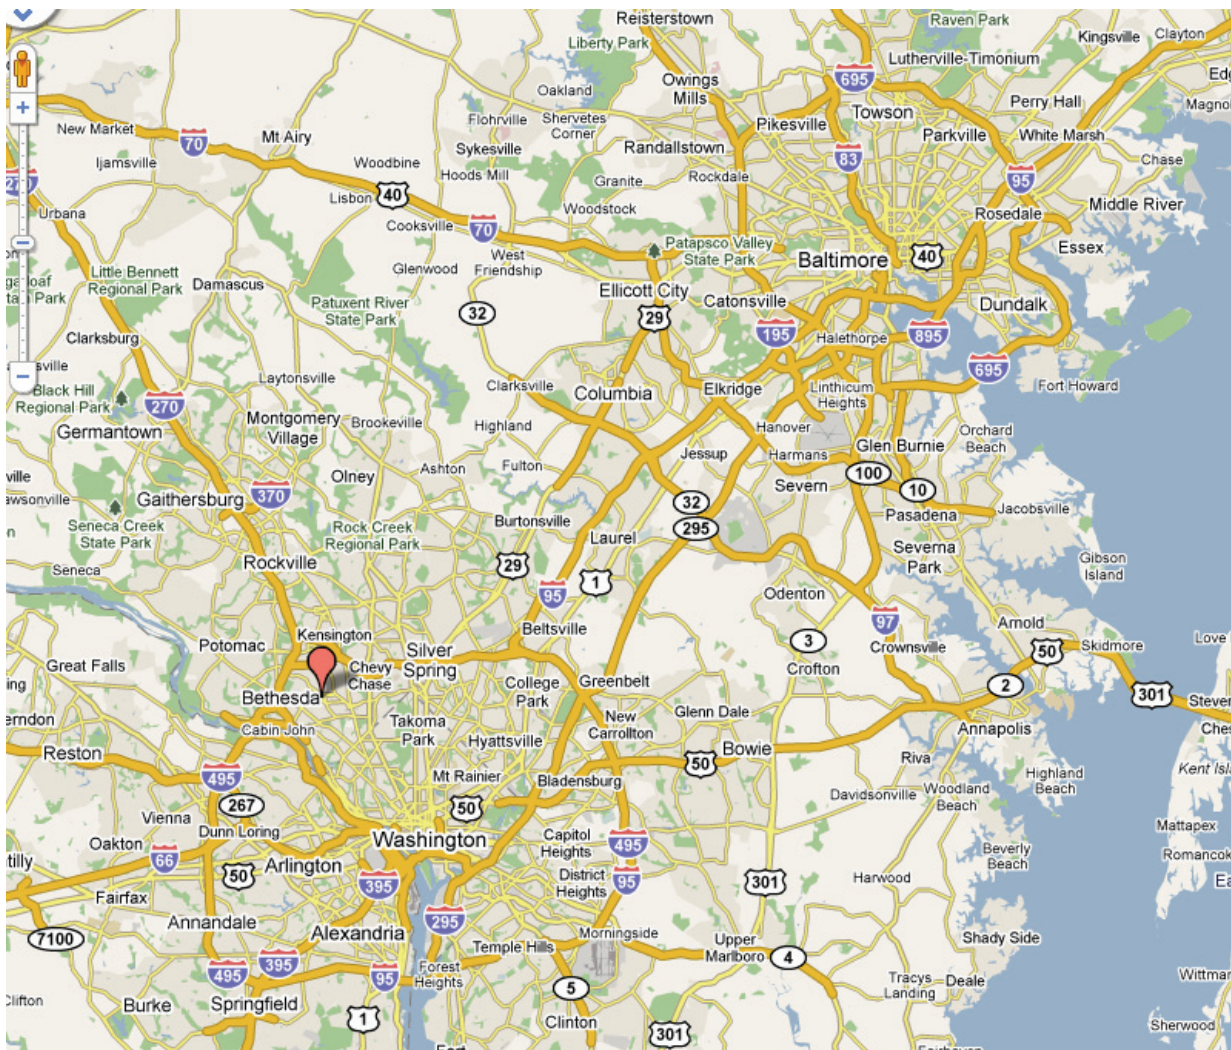 Reisterstown
Raven Park
Kingsville
Clayton
Liberty Park
Lutherville-Timonium
Owings
Mills
695
Oakland
Perry Hall
Towson
Flohrville
Shervetes
Corner
Pikesville
Parkville
White Marsh
New Market
70
Mt Airy
Sykesville
Randallstown
83
Chase
Ijamsville
Woodbine
Hoods Mill
Granite
Rockdale
95
Lisbon
40
Woodstock
Middle River
Urbana
Cooksville
70
Rosedale
Patapsco Valley
State Park
Essex
West
Friendship
Baltimore
40
Little Bennett
Regional Park
Glenwood
Damascus
Ellicott City
Catonsville
Dundalk
Patuxent River
State Park
32
29
195
Halethorpe
895
Clarksburg
695
Laytonsville
Clarksville
Columbia
Elkridge
Linthicum
Heights
Fort Howard
Black Hill
Regional Park
270
Montgomery
Village
Brookeville
Highland
Hanover
Orchard
Beach
Germantown
Glen Burnie
Jessup
Harmans
Olney
Ashton
Fulton
100
Gaithersburg
370
Severn
10
32
Jacobsville
Seneca Creek
State Park
Rock Creek
Regional Park
Burtonsville
295
Pasadena
Laurel
Severna
Park
Rockville
29
Gibson
Island
Seneca
1
95
Odenton
97
Arnold
Potomac
Kensington
Beltsville
3
Crownsville
50
Skidmore
Love
Great Falls
Silver
Spring
Crofton
Chevy
Chase
Greenbelt
2
301
Bethesda
College
Park
Glenn Dale
Annapolis
Takoma
Park
New
Carrollton
Cabin John
Hyattsville
Bowie
Reston
50
Riva
Kent Isl
495
Mt Rainier
Bladensburg
Highland
Beach
267
50
Davidsonville
Woodland
Beach
Vienna
Dunn Loring
Washington
Capitol
Heights
495
Mattapex
Oakton
66
Arlington
Beverly
Beach
50
395
District
Heights
95
301
Harwood
Fairfax
Annandale
295
7100
Alexandria
Morningside
Shady Side
Temple Hills
Upper
Marlboro
4
495
395
95
Forest
Heights
Tracys
Landing
Deale
5
Burke
Springfield
1
Clinton
301
Sherwood